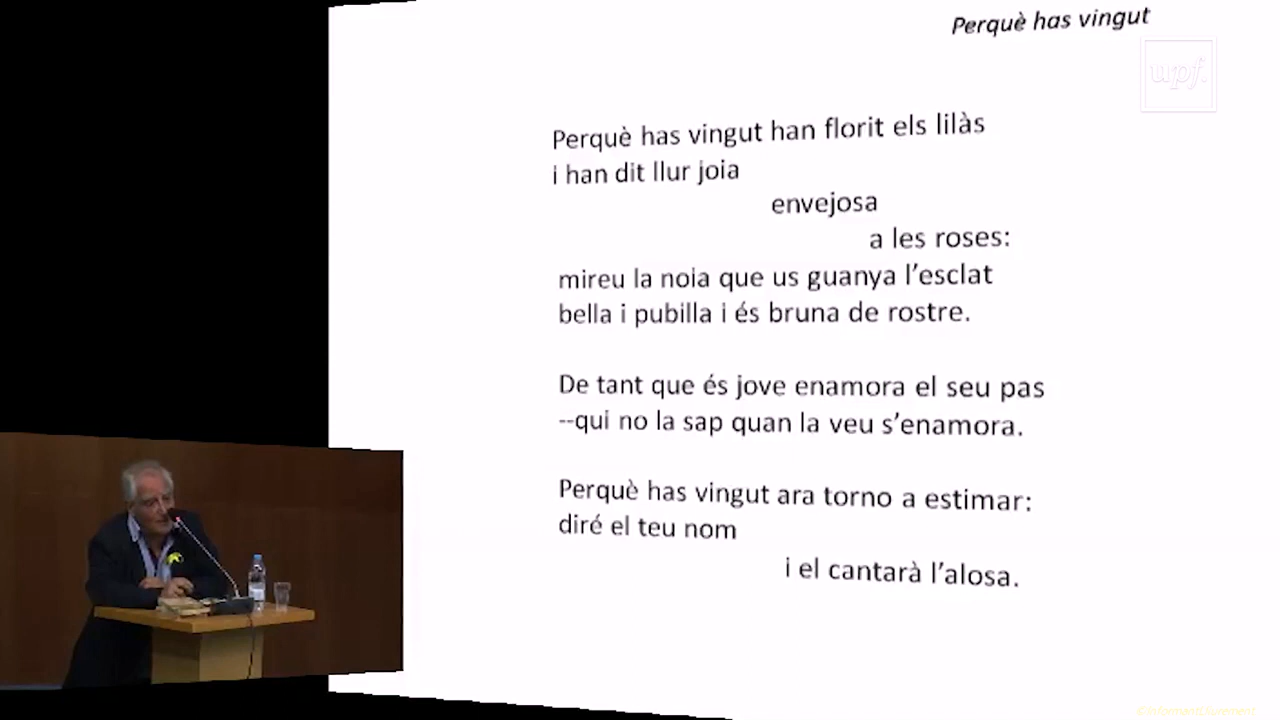 Perquè has vingut
upf.
Perquè has vingut han florit els lilàs
i han dit llur joia
envejosa
a les roses:
mireu la noia que us guanya l’esclat
bella i pubilla i és bruna de rostre.
De tant que és jove enamora el seu pas
--qui no la sap quan la veu s’enamora.
Perquè has vingut ara torno a estimar:
diré el teu nom
i el cantarà l’alosa.